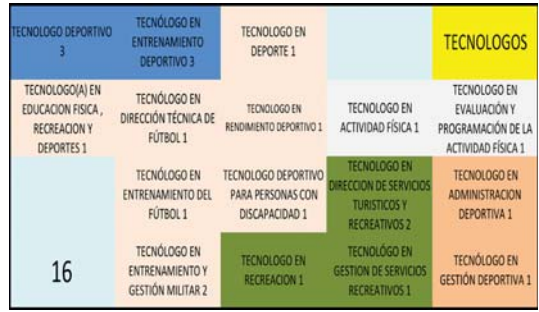 TECNOLOGO DEPORTIVO
3
TECNÓLOGO EN
ENTRENAMIENTO
DEPORTIVO 3
TECNOLOGO EN
DEPORTE 1
TECNOLOGOS
TECNOLOGO(A) EN
EDUCACION FISICA ,
RECREACION Y
DEPORTES 1
TECNÓLOGO EN
DIRECCIÓN TÉCNICA DE
FÚTBOL 1
TECNOLOGO EN
RENDIMIENTO DEPORTIVO 1
TECNÓLOGO EN
ACTIVIDAD FÍSICA 1
TECNÓLOGO EN
EVALUACIÓN Y
PROGRAMACIÓN DE LA
ACTIVIDAD FÍSICA 1
TECNÓLOGO EN
ENTRENAMIENTO DEL
FÚTBOL 1
TECNOLOGO DEPORTIVO
PARA PERSONAS CON
DISCAPACIDAD 1
TECNOLOGO EN
DIRECCION DE SERVICIOS
TURISTICOS Y
RECREATIVOS 2
TECNOLOGO EN
ADMINISTRACION
DEPORTIVA 1
16
TECNÓLOGO EN
ENTRENAMIENTO Y
GESTIÓN MILITAR 2
TECNOLOGO EN
RECREACION 1
TECNOLÓGO EN
GESTION DE SERVICIOS
RECREATIVOS 1
TECNÓLOGO EN
GESTIÓN DEPORTIVA 1